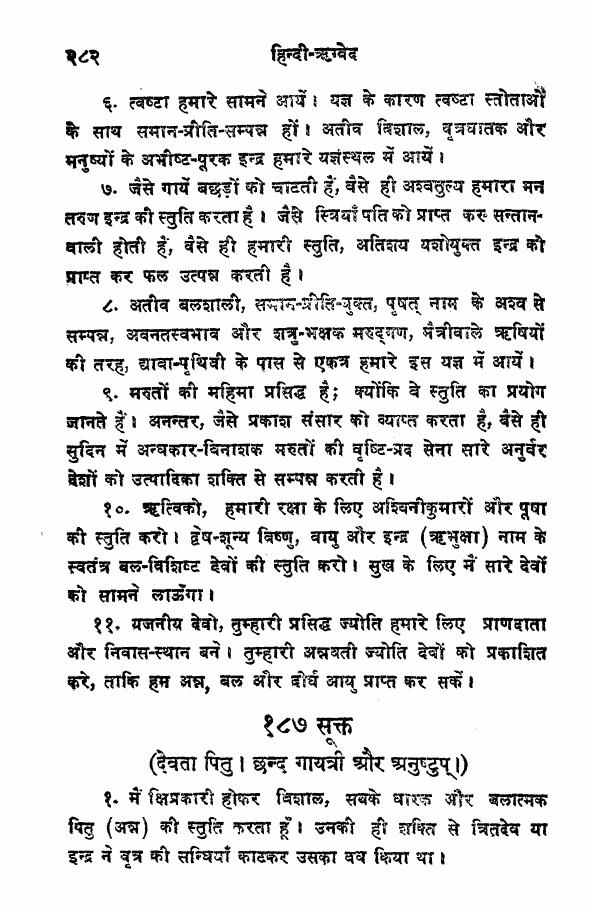 २८२ हिन्दी-ऋग्वेद
६. त्वष्टा हमारे सामने आयें। यज्ञ के कारण त्वष्टा स्तोताओं
के साथ समान-प्रीति-सम्पन्न हों। अतीव विशाल, वृत्रघातक और
मनुष्यों के अभीष्ट-पूरक इन्द्र हमारे यज्ञस्थल में आयें।
७. जैसे गायें बछड़ों को चाटती हैं, वैसे ही अश्वतुल्य हमारा मन
तरुण इन्द्र की स्तुति करता है। जैसे स्त्रियाँ पति को प्राप्त कर सन्तान-
वाली होती हैं, वैसे ही हमारी स्तुति, अतिशय यशोयुक्त इन्द्र को
प्राप्त कर फल उत्पन्न करती है।
८. अतीव बलशाली, समान-प्रीति-युक्त, पृषत् नाम के अश्व से
सम्पन्न, अवनतस्वभाव और शत्रु-भक्षक मरुद्गण, मैत्रीवाले ऋषियों
की तरह, द्यावा-पृथिवी के पास से एकत्र हमारे इस यज्ञ में आयें।
९. मरुतों की महिमा प्रसिद्ध है; क्योंकि वे स्तुति का प्रयोग
जानते हैं। अनन्तर, जैसे प्रकाश संसार को व्याप्त करता है, वैसे ही
सुदिन में अन्धकार-विनाशक मरुतों की वृष्टि-प्रद सेना सारे अनुर्वर
देशों को उत्पादिका शक्ति से सम्पन्न करती है।
१०. ऋत्विको, हमारी रक्षा के लिए अश्विनीकुमारों और पूषा
की स्तुति करो। द्वेष-शून्य विष्णु, वायु और इन्द्र (ऋभुक्षा) नाम के
स्वतंत्र बल-विशिष्ट देवों की स्तुति करो। सुख के लिए मैं सारे देवों
को सामने लाऊँगा।
११. यजनीय देवो, तुम्हारी प्रसिद्ध ज्योति हमारे लिए प्राणदाता
और निवास-स्थान बने। तुम्हारी अन्नवती ज्योति देवों को प्रकाशित
करे, ताकि हम अन्न, बल और दीर्घ आयु प्राप्त कर सकें।
१८७ सूक्त
(देवता पितु। छन्द गायत्री और अनुष्टुप्।)
१. मैं क्षिप्रकारी होकर विशाल, सबके धारक और बलात्मक
पितु (अन्न) की स्तुति करता हूँ। उनकी ही शक्ति से त्रितदेव या
इन्द्र ने वृत्र की सन्धियाँ काटकर उसका वध किया था।